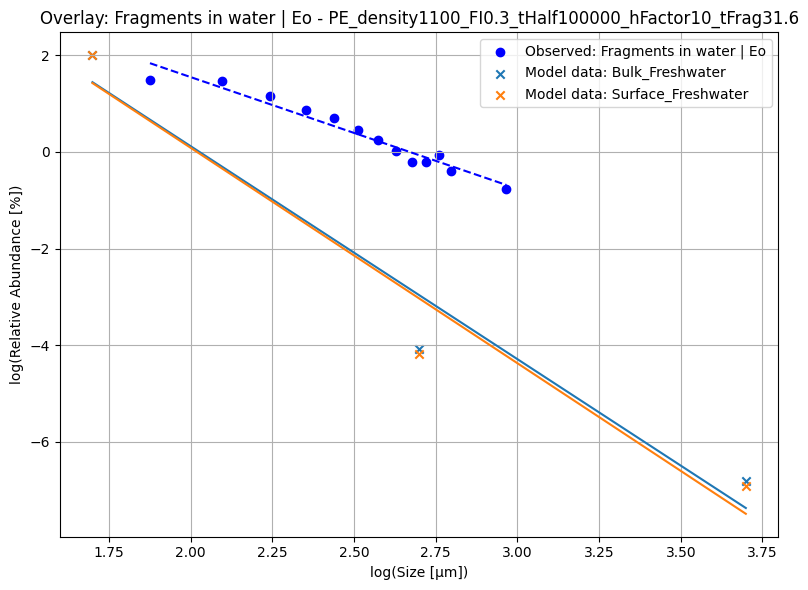 Overlay: Fragments in water | Eo - PE_density1100_FI0.3_tHalf100000_hFactor10_tFrag31.6
Observed: Fragments in water | Eo
Model data: Bulk_Freshwater
Model data: Surface_Freshwater
log(Relative Abundance [%])
2
0
−2
−4
−6
1.75
2.00
2.25
2.50
2.75
3.00
3.25
3.50
3.75
log(Size [µm])